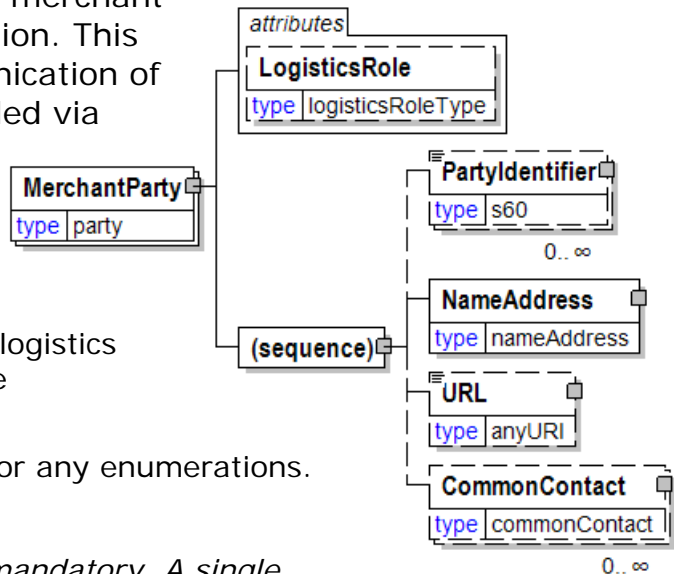 merchant
ion. This
nication of
led via
logistics
e
or any enumerations.
mandatory. A single
attributes
LogisticsRole
type logisticsRoleType
MerchantParty
type party
(sequence)
PartyIdentifier
type s60
0.. ∞
NameAddress
type nameAddress
URL
type anyURI
CommonContact
type commonContact
0.. ∞